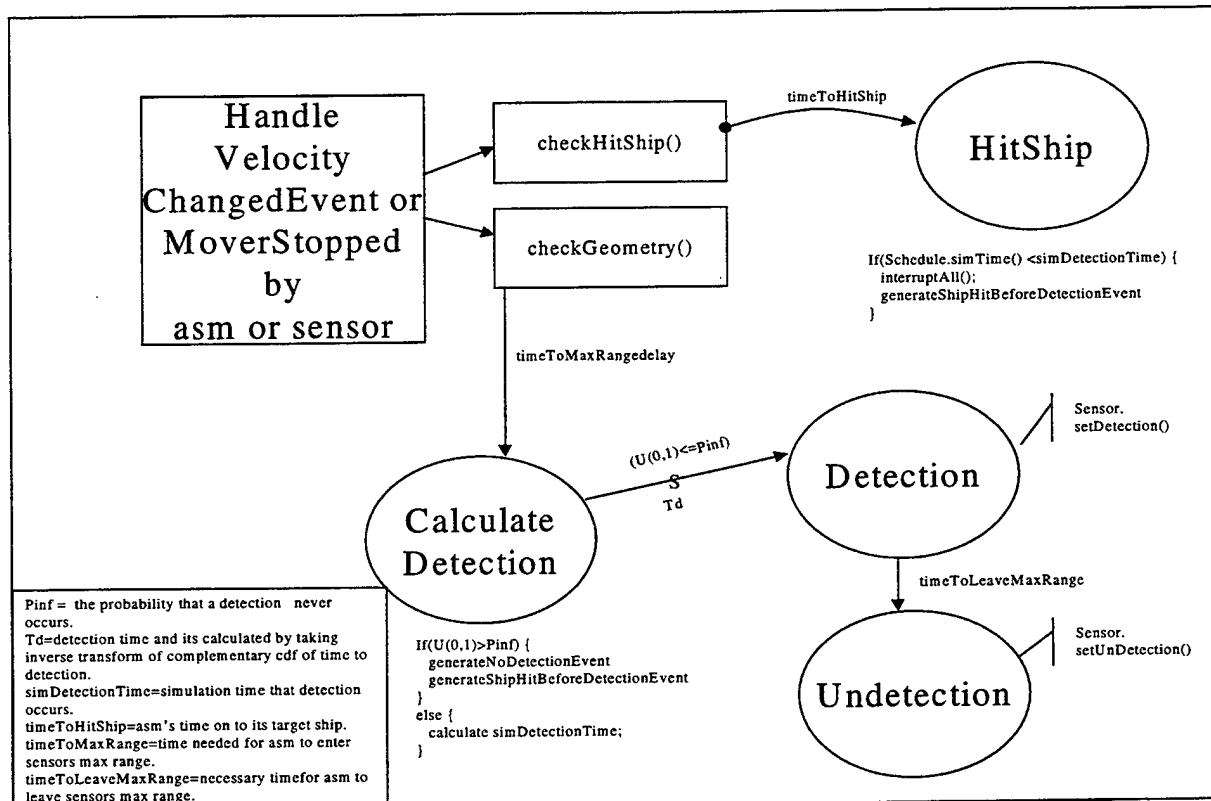 Handle
Velocity
ChangedEvent or
MoverStopped
by
asm or sensor
checkHitShip()
checkGeometry()
timeToHitShip
HitShip
If(Schedule.simTime() <simDetectionTime) {
interruptAll();
generateShipHitBeforeDetectionEvent
}
timeToMaxRangedelay
Calculate
Detection
(U(0,1)<=Pinf)
S
Td
Detection
Sensor.
setDetection()
timeToLeaveMaxRange
Undetection
Sensor.
setUnDetection()
If(U(0,1)>Pinf) {
generateNoDetectionEvent
generateShipHitBeforeDetectionEvent
}
else {
calculate simDetectionTime;
}
Pinf = the probability that a detection never
occurs.
Td=detection time and its calculated by taking
inverse transform of complementary cdf of time to
detection.
simDetectionTime=simulation time that detection
occurs.
timeToHitShip=asm's time on to its target ship.
timeToMaxRange=time needed for asm to enter
sensors max range.
timeToLeaveMaxRange=necessary timefor asm to
leave sensors max range.